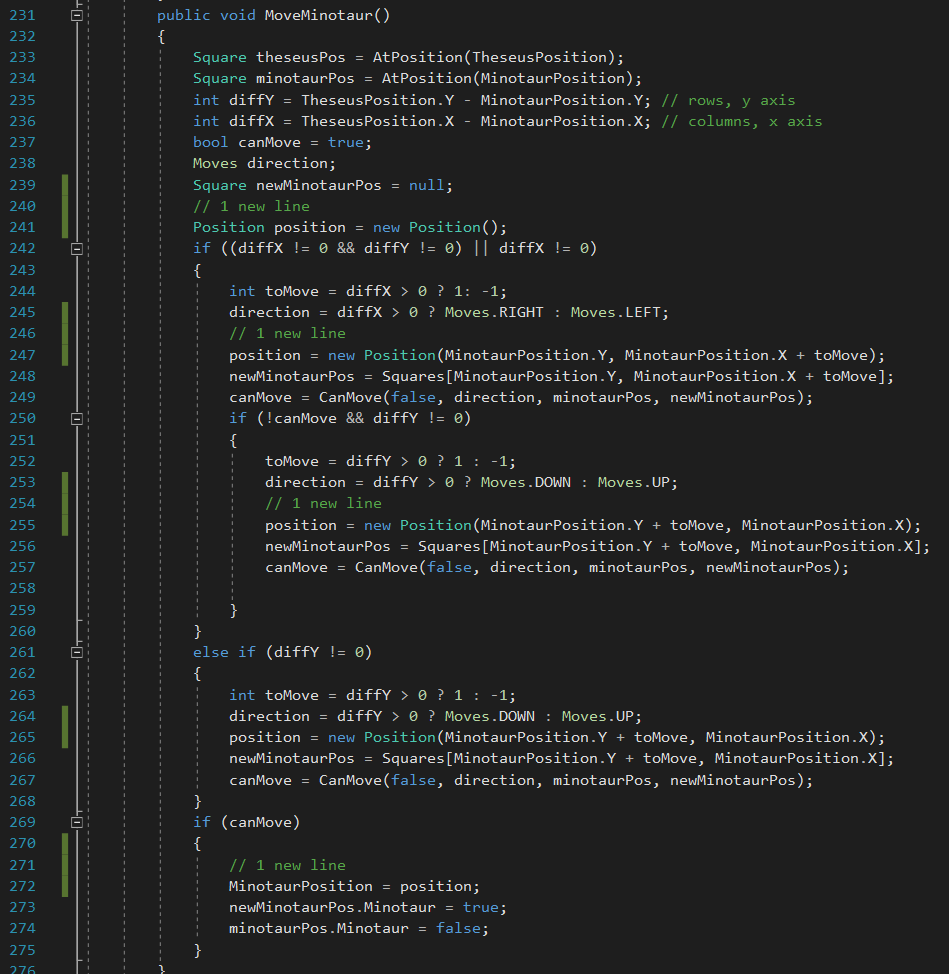 231 public void MoveMinotaur()
232 {
233 Square theseusPos = AtPosition(TheseusPosition);
234 Square minotaurPos = AtPosition(MinotaurPosition);
235 int diffY = TheseusPosition.Y - MinotaurPosition.Y; // rows, y axis
236 int diffX = TheseusPosition.X - MinotaurPosition.X; // columns, x axis
237 bool canMove = true;
238 Moves direction;
239 Square newMinotaurPos = null;
240 // 1 new line
241 Position position = new Position();
242 if ((diffX != 0 && diffY != 0) || diffX != 0)
243 {
244 int toMove = diffX > 0 ? 1: -1;
245 direction = diffX > 0 ? Moves.RIGHT : Moves.LEFT;
246 // 1 new line
247 position = new Position(MinotaurPosition.Y, MinotaurPosition.X + toMove);
248 newMinotaurPos = Squares[MinotaurPosition.Y, MinotaurPosition.X + toMove];
249 canMove = CanMove(false, direction, minotaurPos, newMinotaurPos);
250 if (!canMove && diffY != 0)
251 {
252 toMove = diffY > 0 ? 1 : -1;
253 direction = diffY > 0 ? Moves.DOWN : Moves.UP;
254 // 1 new line
255 position = new Position(MinotaurPosition.Y + toMove, MinotaurPosition.X);
256 newMinotaurPos = Squares[MinotaurPosition.Y + toMove, MinotaurPosition.X];
257 canMove = CanMove(false, direction, minotaurPos, newMinotaurPos);
258
259 }
260 }
261 else if (diffY != 0)
262 {
263 int toMove = diffY > 0 ? 1 : -1;
264 direction = diffY > 0 ? Moves.DOWN : Moves.UP;
265 position = new Position(MinotaurPosition.Y + toMove, MinotaurPosition.X);
266 newMinotaurPos = Squares[MinotaurPosition.Y + toMove, MinotaurPosition.X];
267 canMove = CanMove(false, direction, minotaurPos, newMinotaurPos);
268 }
269 if (canMove)
270 {
271 // 1 new line
272 MinotaurPosition = position;
273 newMinotaurPos.Minotaur = true;
274 minotaurPos.Minotaur = false;
275 }
276 }